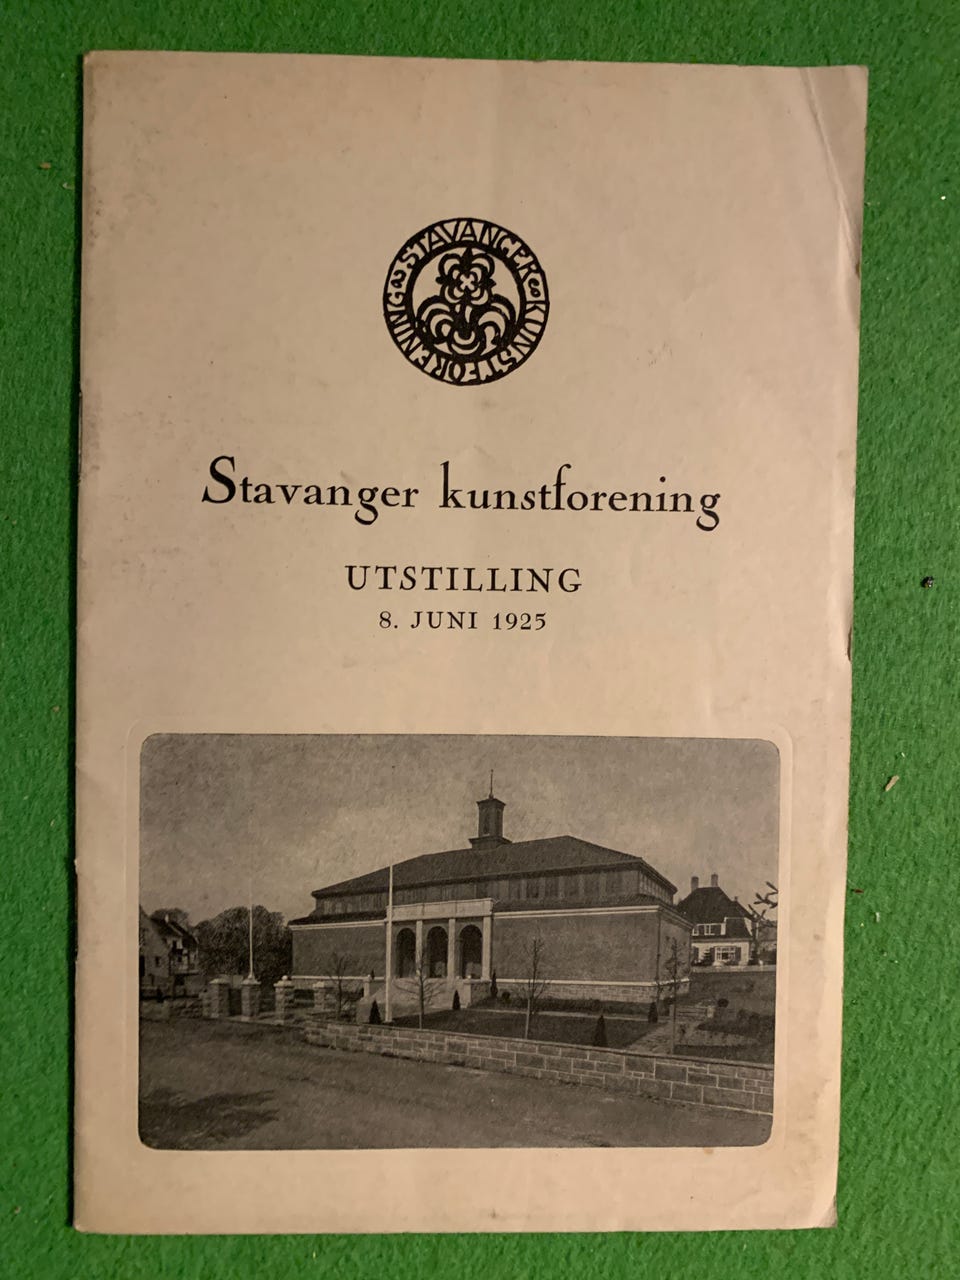 STAVANGER KUNSTFORENING
Stavanger kunstforening
UTSTILLING
8. JUNI 1925